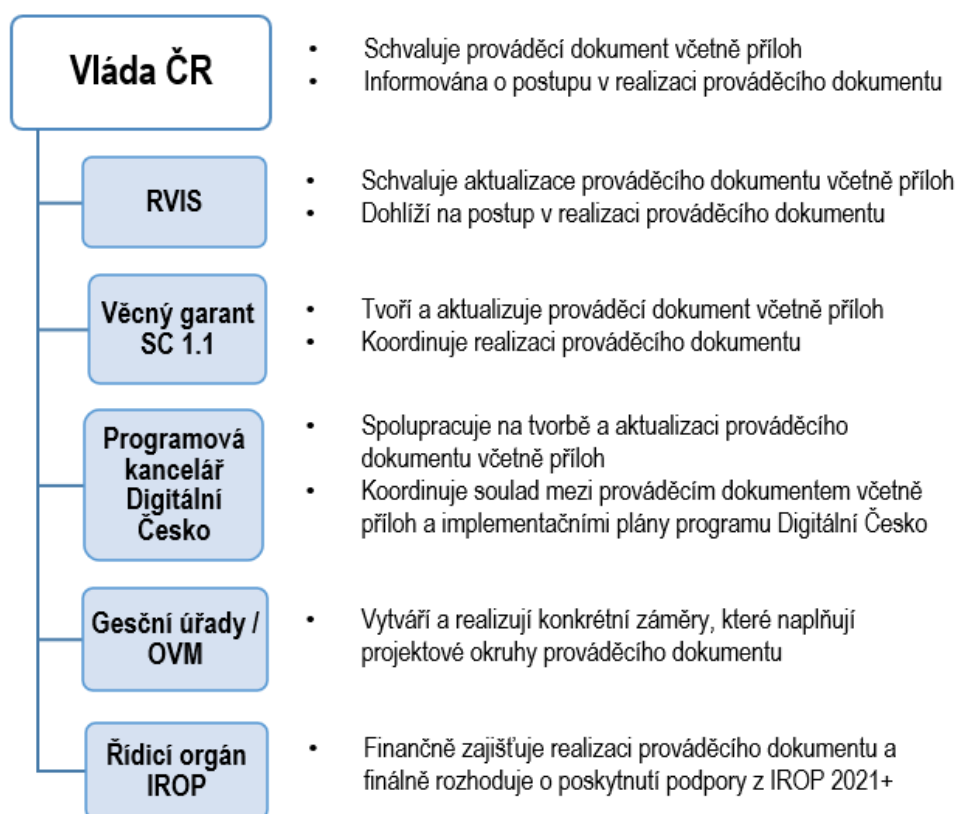 Vláda ČR
• Schvaluje prováděcí dokument včetně příloh
• Informována o postupu v realizaci prováděcího dokumentu
RVIS
• Schvaluje aktualizace prováděcího dokumentu včetně příloh
• Dohlíží na postup v realizaci prováděcího dokumentu
Věcný garant
SC 1.1
• Tvoří a aktualizuje prováděcí dokument včetně příloh
• Koordinuje realizaci prováděcího dokumentu
Programová
kancelář
Digitální
Česko
• Spolupracuje na tvorbě a aktualizaci prováděcího
dokumentu včetně příloh
• Koordinuje soulad mezi prováděcím dokumentem včetně
příloh a implementačními plány programu Digitální Česko
Gesční úřady /
OVM
• Vytváří a realizují konkrétní záměry, které naplňují
projektové okruhy prováděcího dokumentu
Řídicí orgán
IROP
• Finančně zajišťuje realizaci prováděcího dokumentu a
finálně rozhoduje o poskytnutí podpory z IROP 2021+